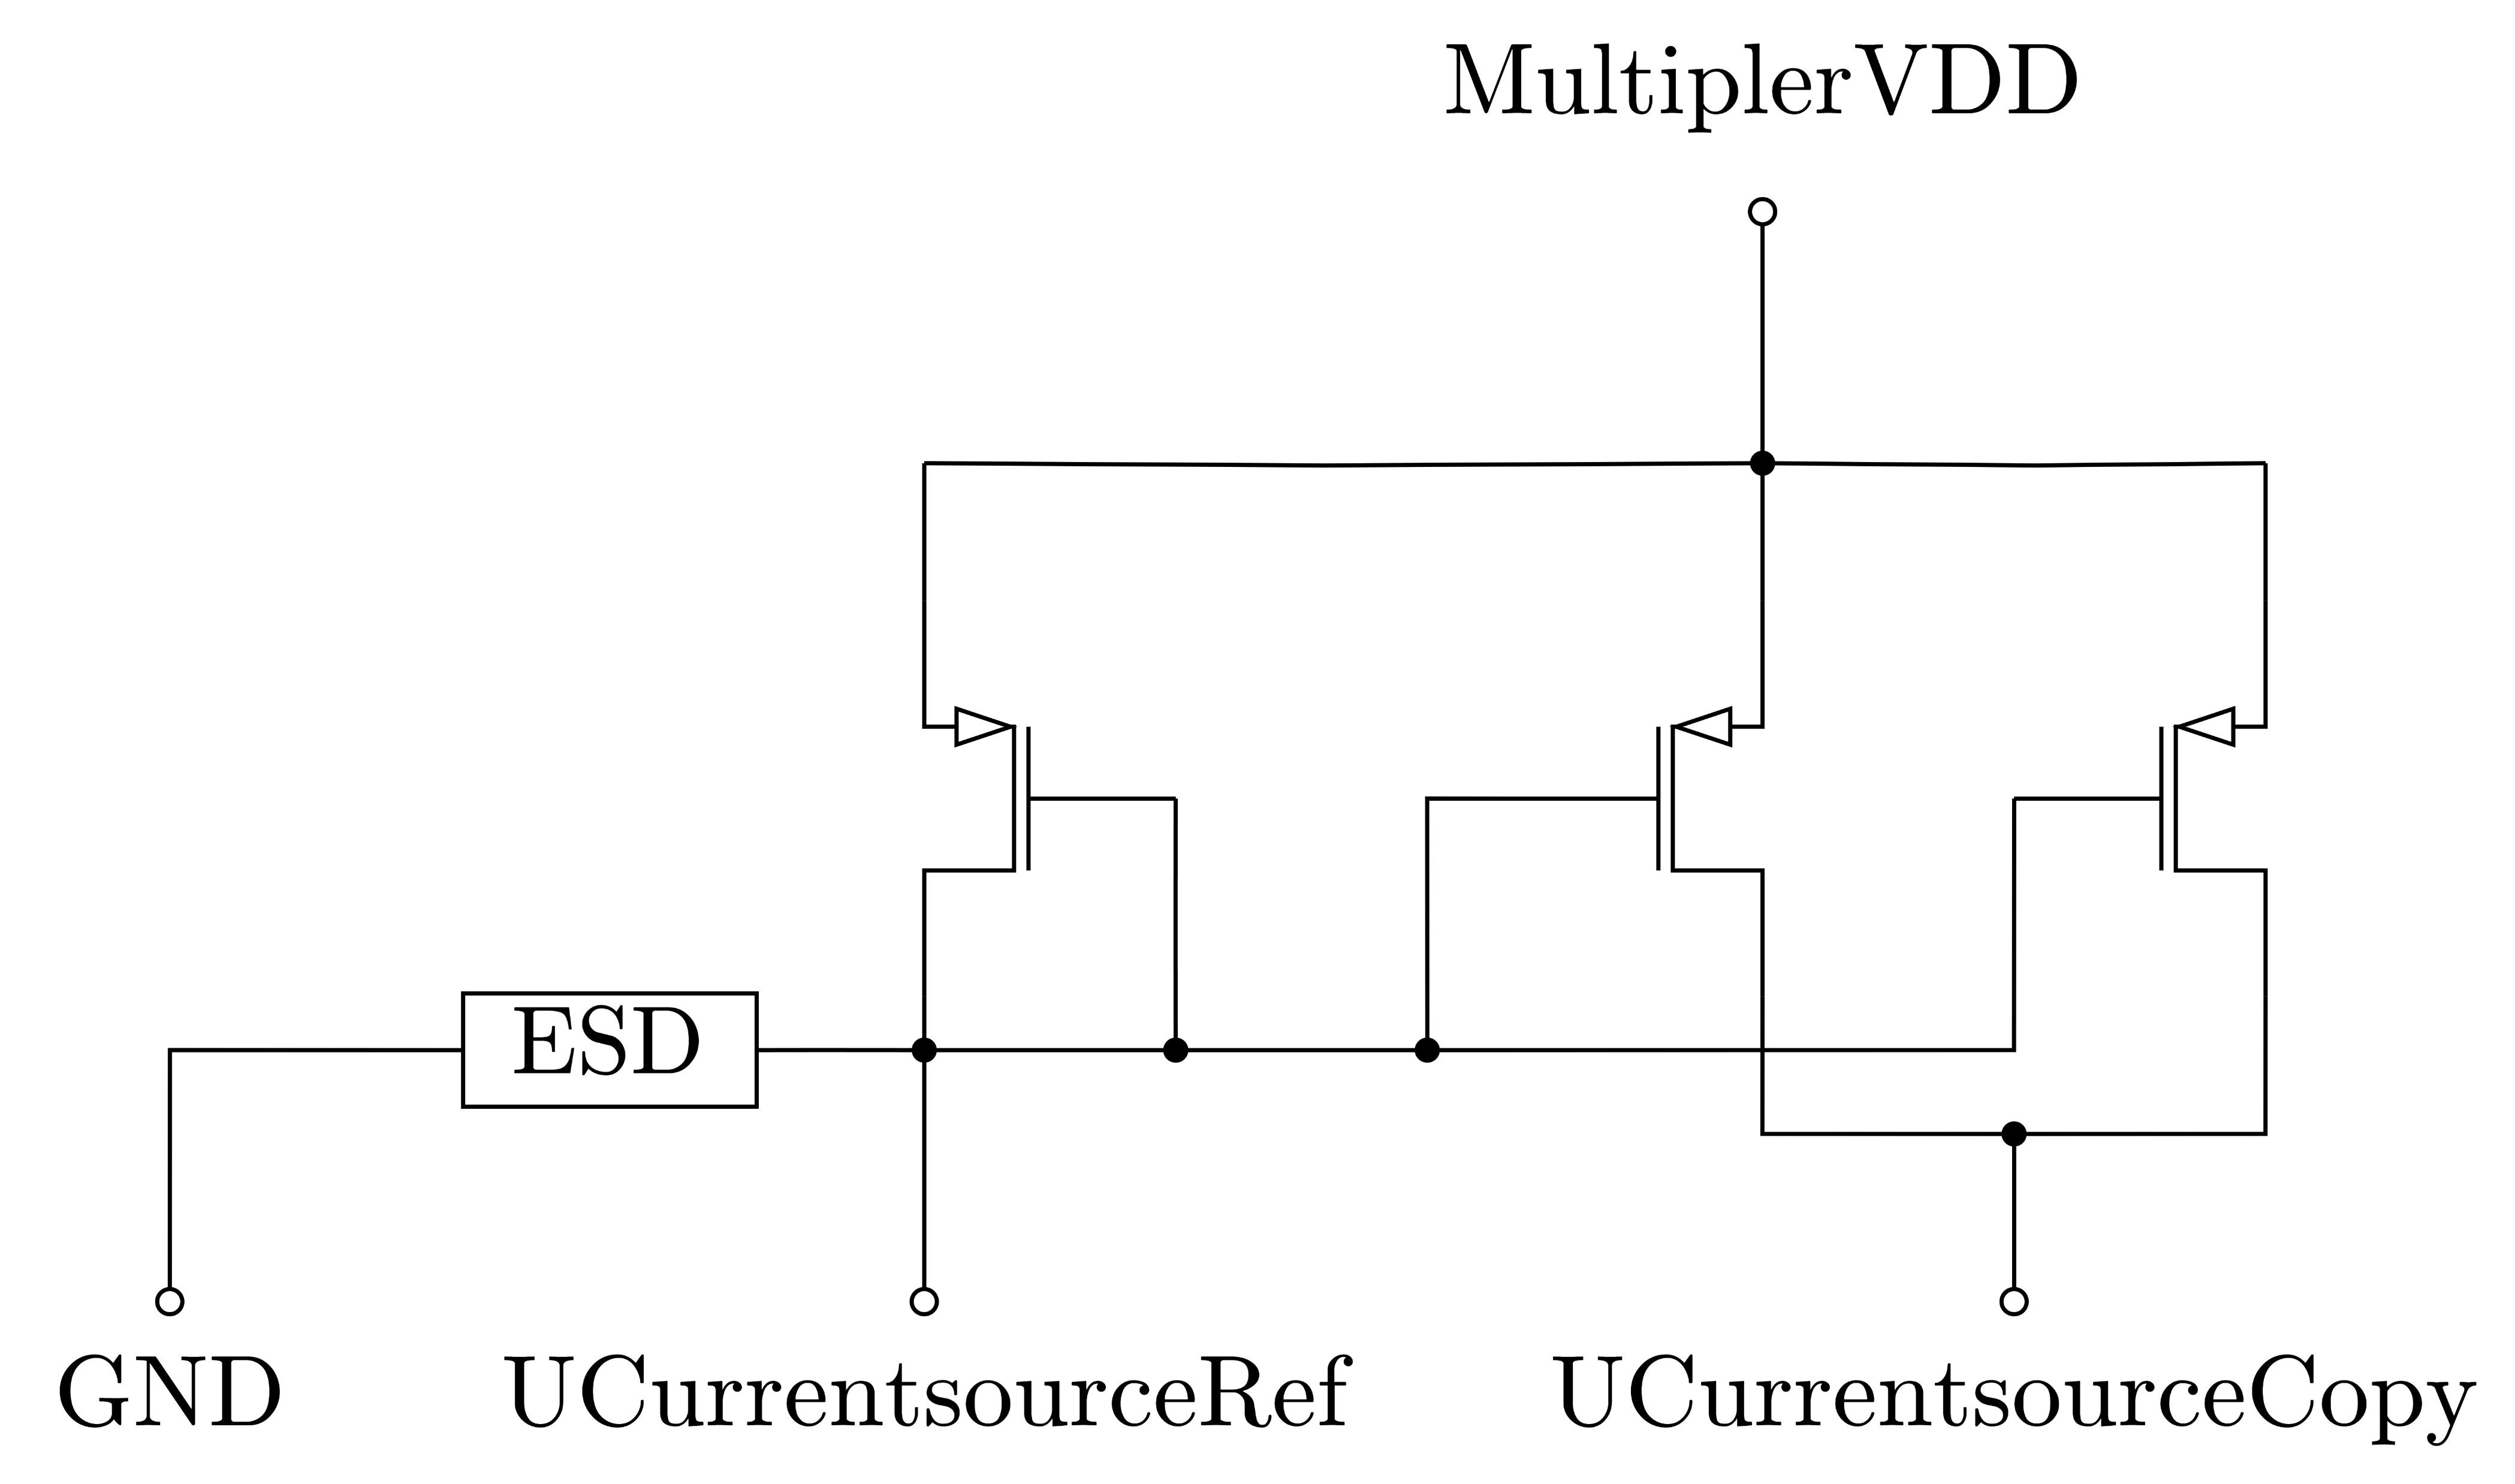 MultiplerVDD
ESD
GND
UCurrentsourceRef
UCurrentsourceCopy